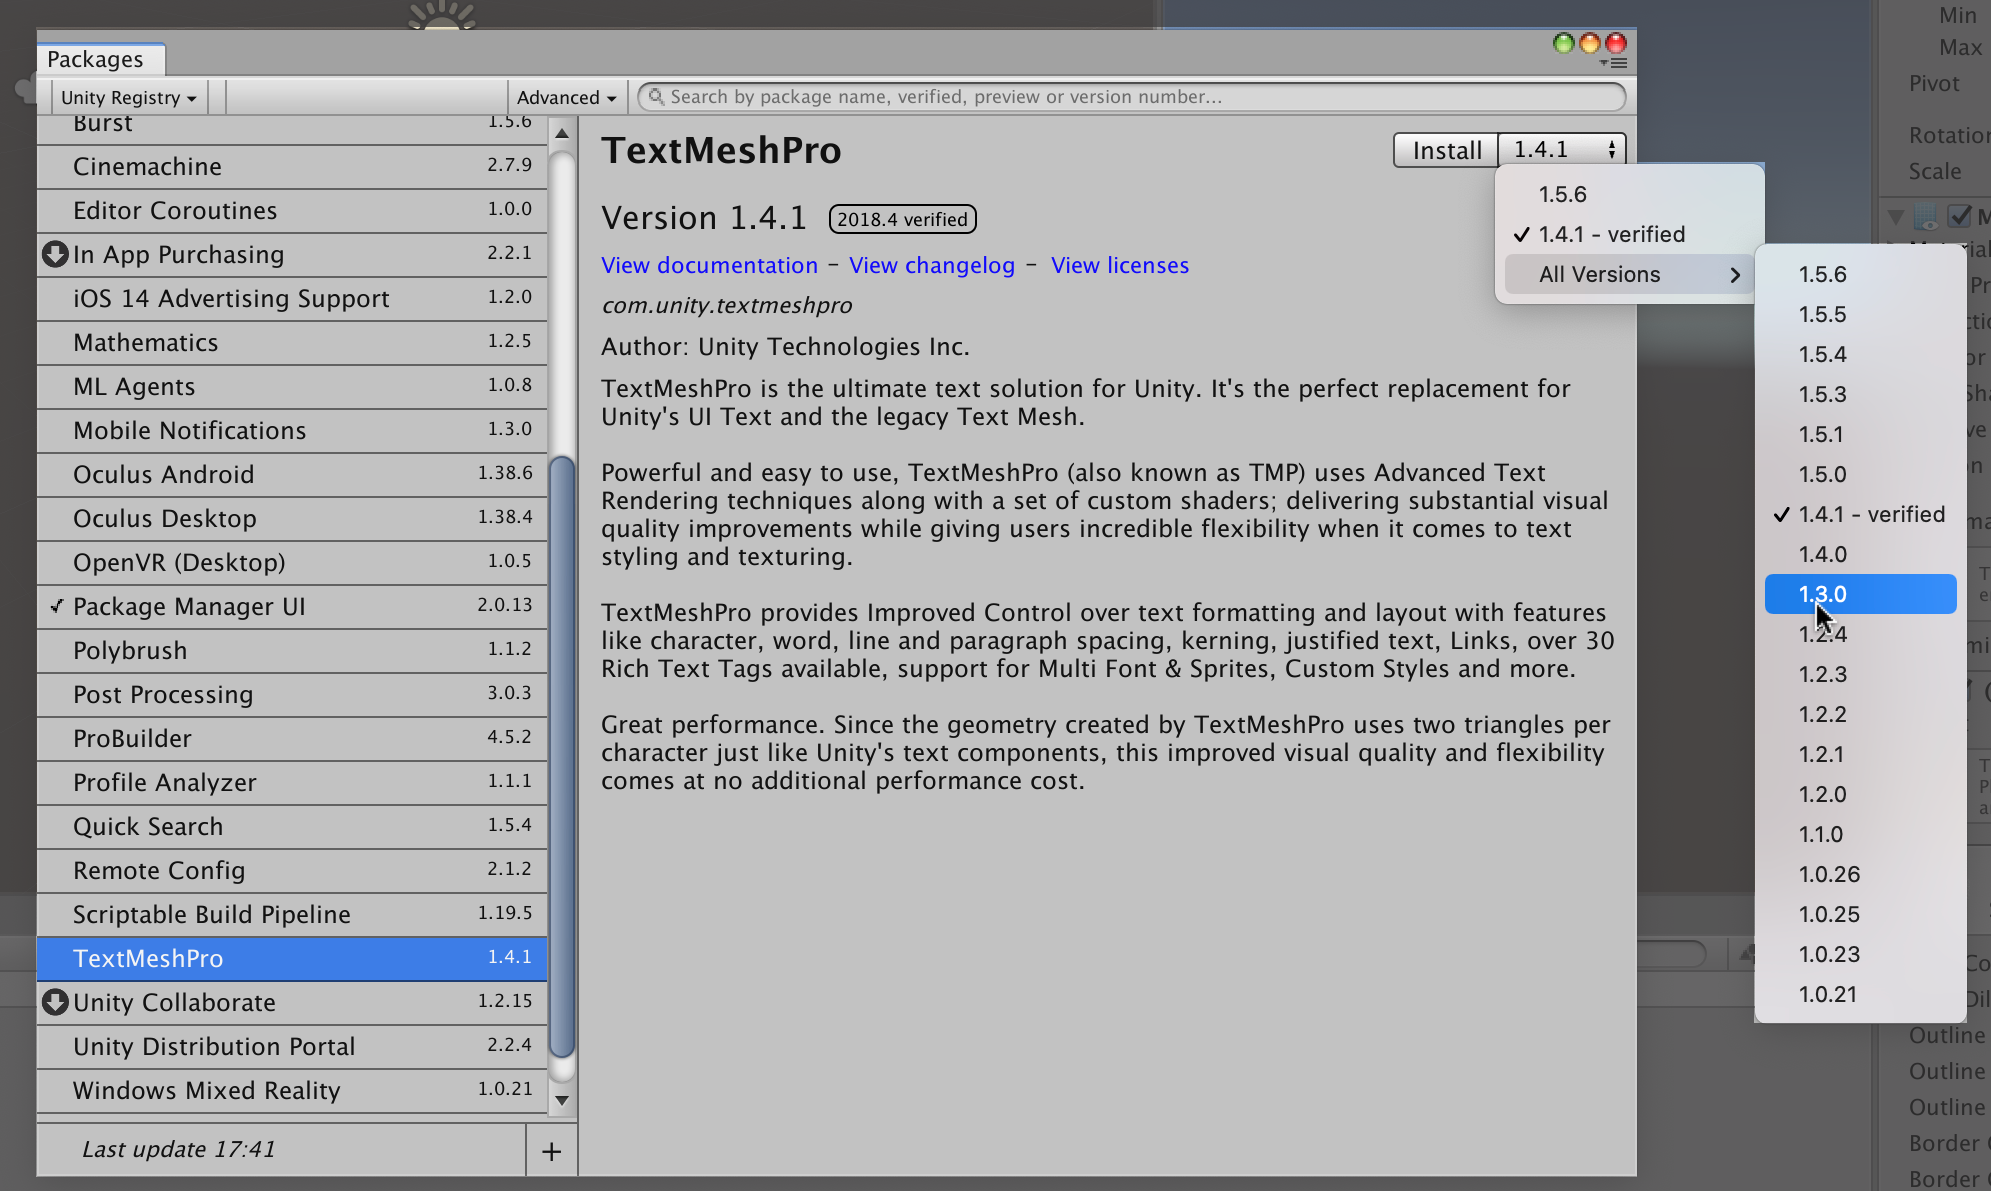 Packages
Unity Registry
Advanced
Search by package name, verified, preview or version number...
Burst 1.5.6
Cinemachine 2.7.9
Editor Coroutines 1.0.0
In App Purchasing 2.2.1
iOS 14 Advertising Support 1.2.0
Mathematics 1.2.5
ML Agents 1.0.8
Mobile Notifications 1.3.0
Oculus Android 1.38.6
Oculus Desktop 1.38.4
OpenVR (Desktop) 1.0.5
Package Manager UI 2.0.13
Polybrush 1.1.2
Post Processing 3.0.3
ProBuilder 4.5.2
Profile Analyzer 1.1.1
Quick Search 1.5.4
Remote Config 2.1.2
Scriptable Build Pipeline 1.19.5
TextMeshPro 1.4.1
Unity Collaborate 1.2.15
Unity Distribution Portal 2.2.4
Windows Mixed Reality 1.0.21
Last update 17:41
+
TextMeshPro
Install 1.4.1
Version 1.4.1 2018.4 verified
View documentation - View changelog - View licenses
com.unity.textmeshpro
Author: Unity Technologies Inc.
TextMeshPro is the ultimate text solution for Unity. It's the perfect replacement for
Unity's UI Text and the legacy Text Mesh.
Powerful and easy to use, TextMeshPro (also known as TMP) uses Advanced Text
Rendering techniques along with a set of custom shaders; delivering substantial visual
quality improvements while giving users incredible flexibility when it comes to text
styling and texturing.
TextMeshPro provides Improved Control over text formatting and layout with features
like character, word, line and paragraph spacing, kerning, justified text, Links, over 30
Rich Text Tags available, support for Multi Font & Sprites, Custom Styles and more.
Great performance. Since the geometry created by TextMeshPro uses two triangles per
character just like Unity's text components, this improved visual quality and flexibility
comes at no additional performance cost.
1.5.6
1.4.1 - verified
All Versions
1.5.6
1.5.5
1.5.4
1.5.3
1.5.1
1.5.0
1.4.1 - verified
1.4.0
1.3.0
1.2.4
1.2.3
1.2.2
1.2.1
1.2.0
1.1.0
1.0.26
1.0.25
1.0.23
1.0.21
Min
Max
Pivot
Rotation
Scale
Outline
Outline
Outline
Border
Border